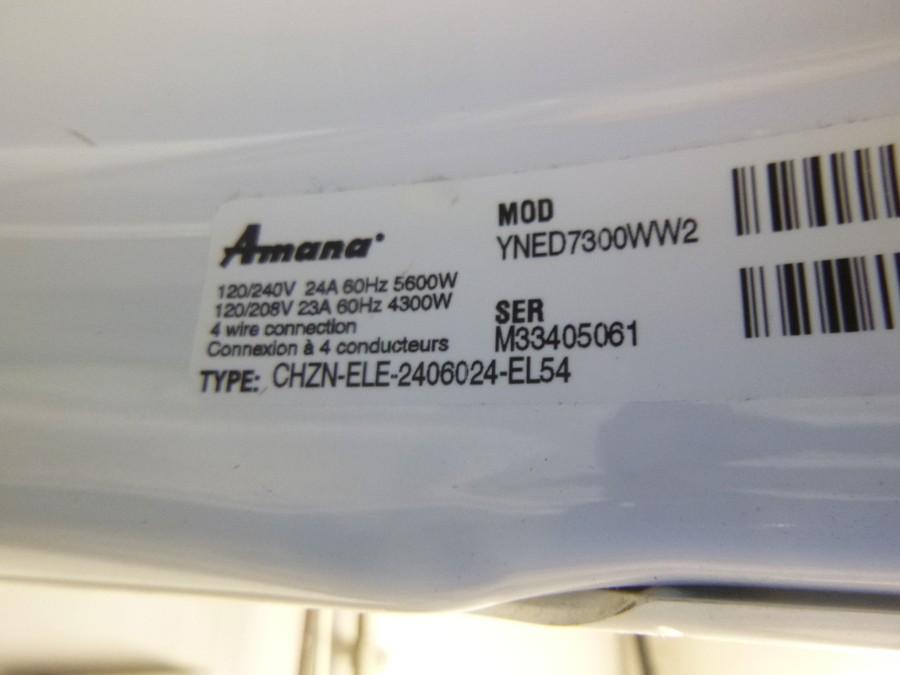 Amana
120/240V 24A 60Hz 5600W
120/208V 23A 60Hz 4300W
4 wire connection
Connexion à 4 conducteurs
TYPE: CHZN-ELE-2406024-EL54
MOD
YNED7300WW2
SER
M33405061